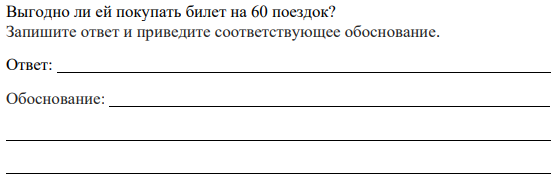 Выгодно ли ей покупать билет на 60 поездок?
Запишите ответ и приведите соответствующее обоснование.
Ответ:
Обоснование: